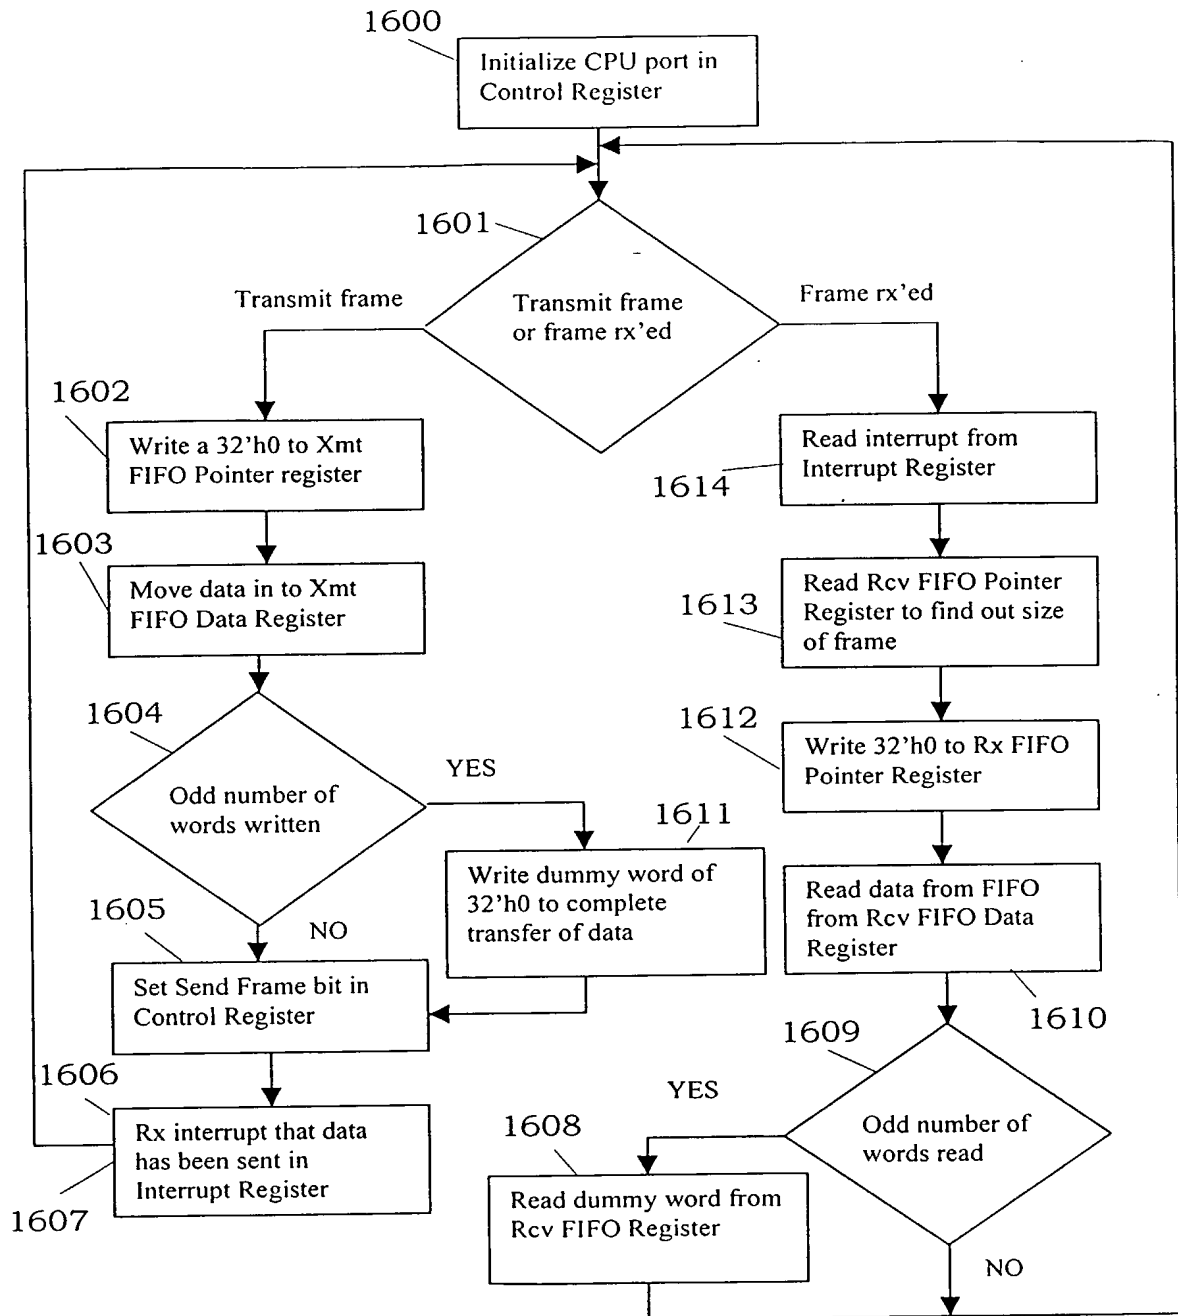 1600
Initialize CPU port in
Control Register
1601
Transmit frame
or frame rx'ed
Transmit frame
Frame rx'ed
1602
Write a 32'h0 to Xmt
FIFO Pointer register
1603
Move data in to Xmt
FIFO Data Register
1604
Odd number of
words written
YES
1611
Write dummy word of
32'h0 to complete
transfer of data
NO
1605
Set Send Frame bit in
Control Register
1606
Rx interrupt that data
has been sent in
Interrupt Register
1607
Read interrupt from
Interrupt Register
1614
Read Rcv FIFO Pointer
Register to find out size
of frame
1613
1612
Write 32'h0 to Rx FIFO
Pointer Register
Read data from FIFO
from Rcv FIFO Data
Register
1610
1609
Odd number of
words read
YES
1608
Read dummy word from
Rcv FIFO Register
NO